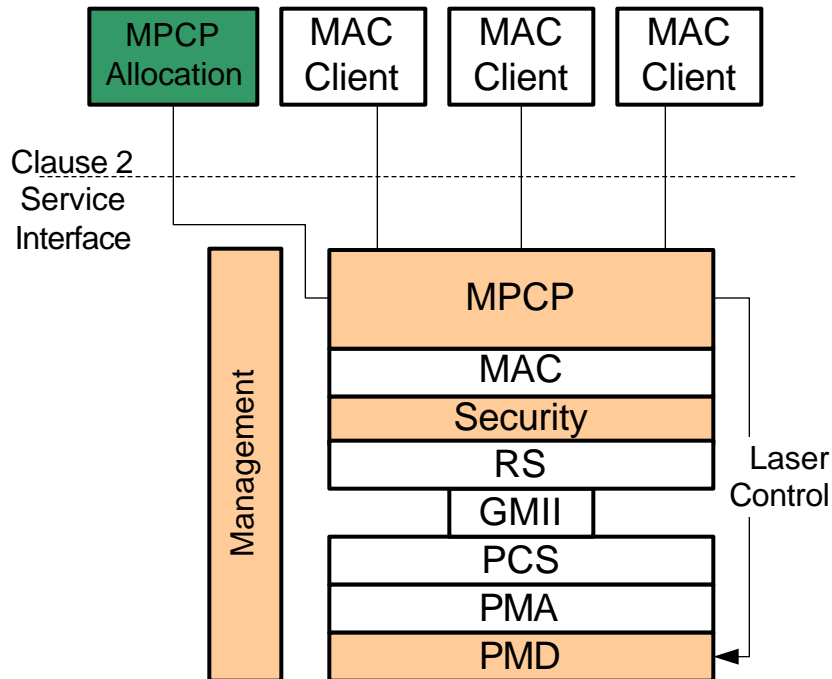 MPCP
Allocation
MAC
Client
MAC
Client
MAC
Client
Clause 2
Service
Interface
MPCP
MAC
Security
RS
GMII
PCS
PMA
PMD
Management
Laser
Control